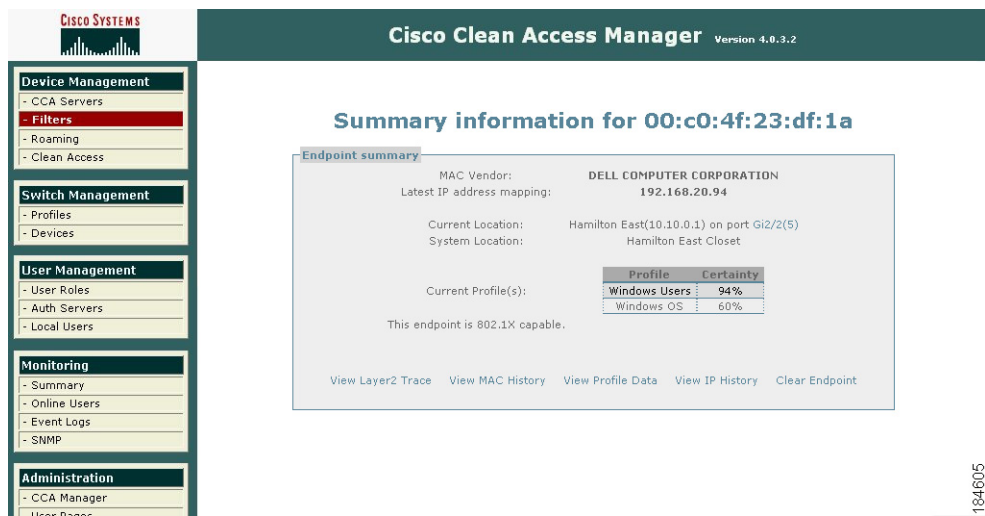 CISCO SYSTEMS
Cisco Clean Access Manager Version 4.0.3.2
Device Management
- CCA Servers
- Filters
- Roaming
- Clean Access
Switch Management
- Profiles
- Devices
User Management
- User Roles
- Auth Servers
- Local Users
Monitoring
- Summary
- Online Users
- Event Logs
- SNMP
Administration
- CCA Manager
- User Pages
Summary information for 00:c0:4f:23:df:1a
Endpoint summary
MAC Vendor: DELL COMPUTER CORPORATION
Latest IP address mapping: 192.168.20.94
Current Location: Hamilton East(10.10.0.1) on port Gi2/2(5)
System Location: Hamilton East Closet
Current Profile(s):
Profile Certainty
Windows Users 94%
Windows OS 60%
This endpoint is 802.1X capable.
View Layer2 Trace View MAC History View Profile Data View IP History Clear Endpoint
184605